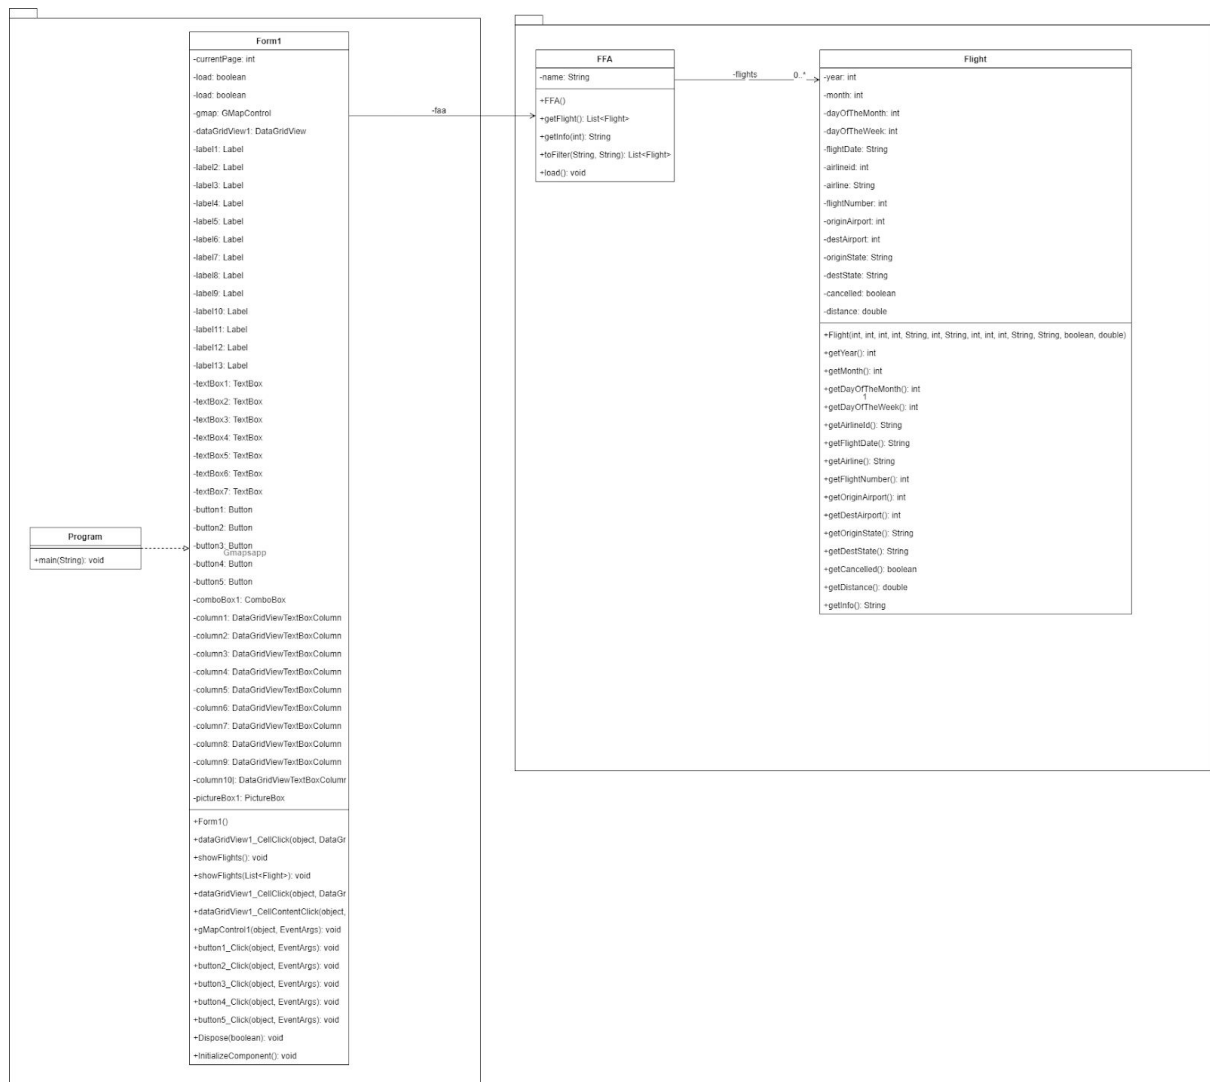 Form1
-currentPage: int
-load: boolean
-load: boolean
-gmap: GMapControl
-dataGridView1: DataGridView
-label1: Label
-label2: Label
-label3: Label
-label4: Label
-label5: Label
-label6: Label
-label7: Label
-label8: Label
-label9: Label
-label10: Label
-label11: Label
-label12: Label
-label13: Label
-textBox1: TextBox
-textBox2: TextBox
-textBox3: TextBox
-textBox4: TextBox
-textBox5: TextBox
-textBox6: TextBox
-textBox7: TextBox
-button1: Button
-button2: Button
-button3: Button
Gmapsapp
-button4: Button
-button5: Button
-comboBox1: ComboBox
-column1: DataGridViewTextBoxColumn
-column2: DataGridViewTextBoxColumn
-column3: DataGridViewTextBoxColumn
-column4: DataGridViewTextBoxColumn
-column5: DataGridViewTextBoxColumn
-column6: DataGridViewTextBoxColumn
-column7: DataGridViewTextBoxColumn
-column8: DataGridViewTextBoxColumn
-column9: DataGridViewTextBoxColumn
-column10|: DataGridViewTextBoxColumr
-pictureBox1: PictureBox
+Form1()
+dataGridView1_CellClick(object, DataGr
+showFlights(): void
+showFlights(List<Flight>): void
+dataGridView1_CellClick(object, DataGr
+dataGridView1_CellContentClick(object,
+gMapControl1(object, EventArgs): void
+button1_Click(object, EventArgs): void
+button2_Click(object, EventArgs): void
+button3_Click(object, EventArgs): void
+button4_Click(object, EventArgs): void
+button5_Click(object, EventArgs): void
+Dispose(boolean): void
+InitializeComponent(): void
Program
+main(String): void
-faa
FFA
-name: String
+FFA()
+getFlight(): List<Flight>
+getInfo(int): String
+toFilter(String, String): List<Flight>
+load(): void
-flights
0..*
Flight
-year: int
-month: int
-dayOfTheMonth: int
-dayOfTheWeek: int
-flightDate: String
-airlineid: int
-airline: String
-flightNumber: int
-originAirport: int
-destAirport: int
-originState: String
-destState: String
-cancelled: boolean
-distance: double
+Flight(int, int, int, int, String, int, String, int, int, int, String, String, boolean, double)
+getYear(): int
+getMonth(): int
+getDayOfTheMonth(): int
1
+getDayOfTheWeek(): int
+getAirlineId(): String
+getFlightDate(): String
+getAirline(): String
+getFlightNumber(): int
+getOriginAirport(): int
+getDestAirport(): int
+getOriginState(): String
+getDestState(): String
+getCancelled(): boolean
+getDistance(): double
+getInfo(): String